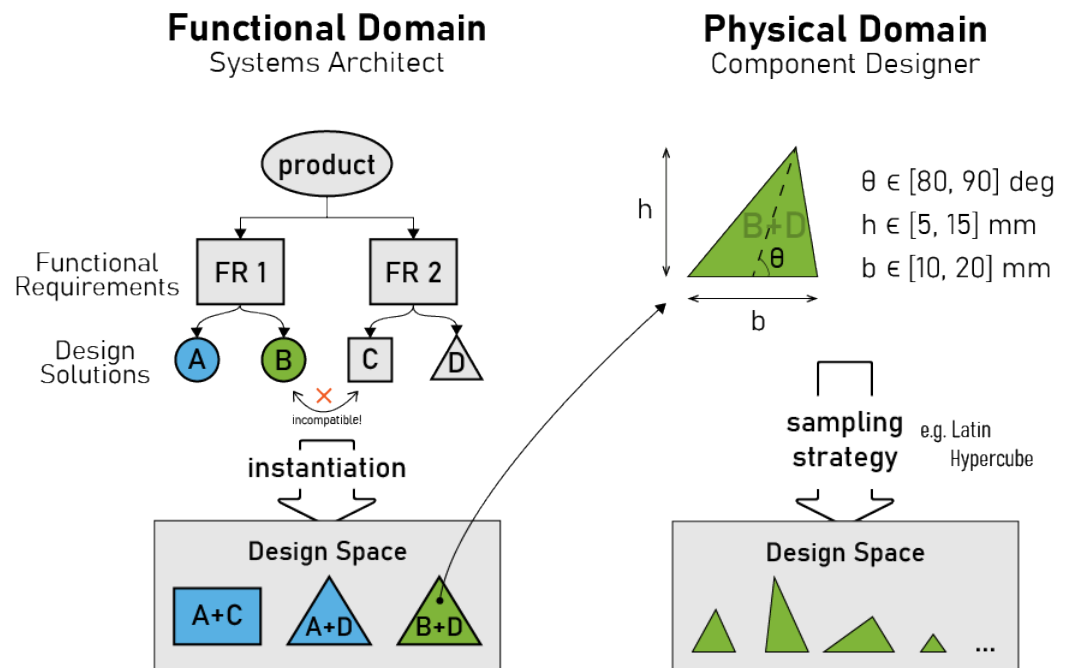 Functional Domain
Systems Architect
product
Functional
Requirements
FR 1
FR 2
Design
Solutions
A
B
C
D
incompatible!
instantiation
Design Space
A+C
A+D
B+D
Physical Domain
Component Designer
h
B+D
θ
b
θ ∈ [80, 90] deg
h ∈ [5, 15] mm
b ∈ [10, 20] mm
sampling
strategy
e.g. Latin
Hypercube
Design Space
...